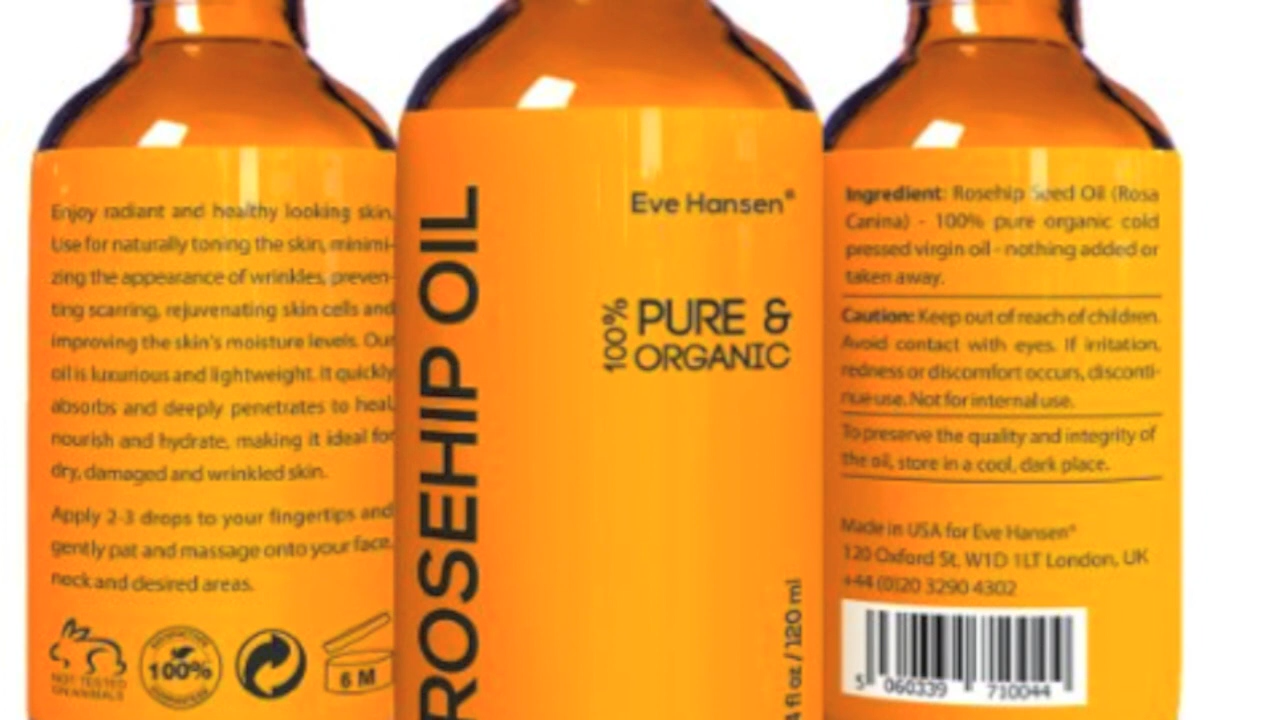 Enjoy radiant and healthy looking skin.
Use for naturally toning the skin, minimi-
zing the appearance of wrinkles, preven-
ting scarring, rejuvenating skin cells and
improving the skin's moisture levels. Our
oil is luxurious and lightweight. It quickly
absorbs and deeply penetrates to heal,
nourish and hydrate, making it ideal for
dry, damaged and wrinkled skin.
Apply 2-3 drops to your fingertips and
gently pat and massage onto your face,
neck and desired areas.
NOT TESTED
ON ANIMALS
100%
6 M
ROSEHIP OIL
Eve Hansen®
100% PURE &
ORGANIC
4 fl oz / 120 ml
Ingredient: Rosehip Seed Oil (Rosa
Canina) - 100% pure organic cold
pressed virgin oil - nothing added or
taken away.
Caution: Keep out of reach of children.
Avoid contact with eyes. If irritation,
redness or discomfort occurs, disconti-
nue use. Not for internal use.
To preserve the quality and integrity of
the oil, store in a cool, dark place.
Made in USA for Eve Hansen®
120 Oxford St. W1D 1LT London, UK
+44 (0)20 3290 4302
5 060339 710044